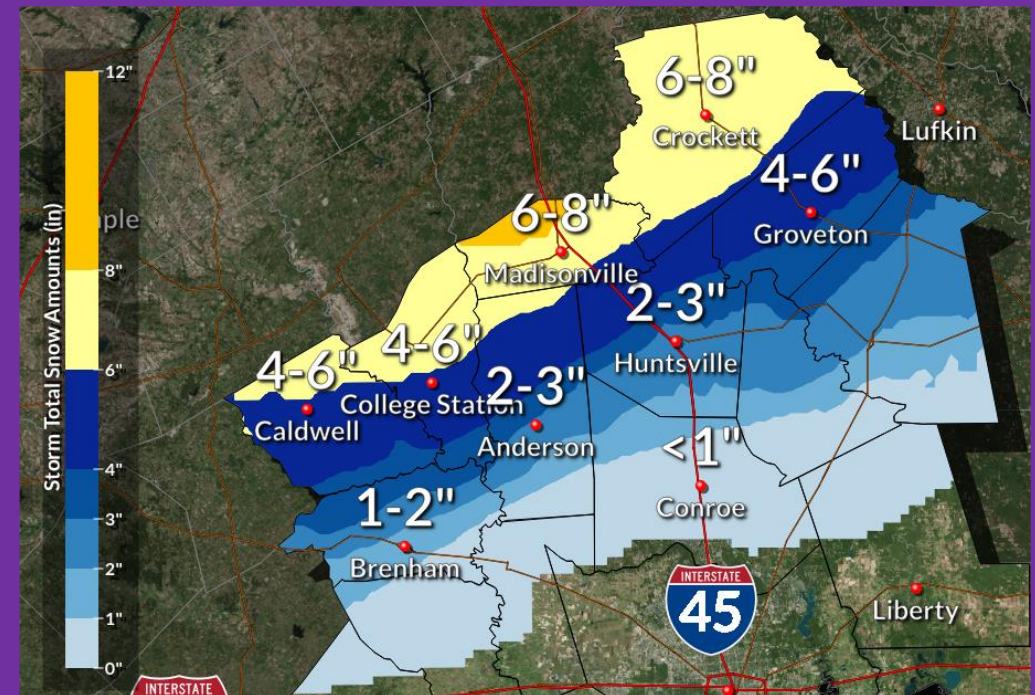 Storm Total Snow Amounts (in)
12"
8"
6"
4"
3"
2"
1"
0"
aple
6-8"
Crockett
Lufkin
4-6"
Groveton
6-8"
Madisonville
2-3"
Huntsville
4-6"
College Station
4-6"
Caldwell
2-3"
Anderson
<1"
Conroe
1-2"
Brenham
INTERSTATE
45
Liberty
INTERSTATE